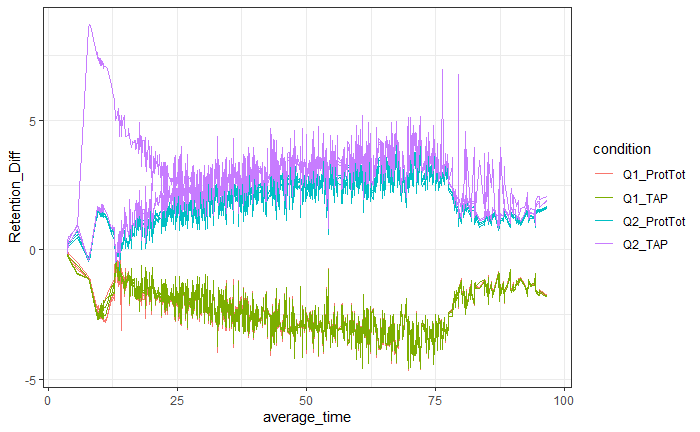 5
0
-5
0
25
50
75
100
average_time
Retention_Diff
condition
Q1_ProtTot
Q1_TAP
Q2_ProtTot
Q2_TAP